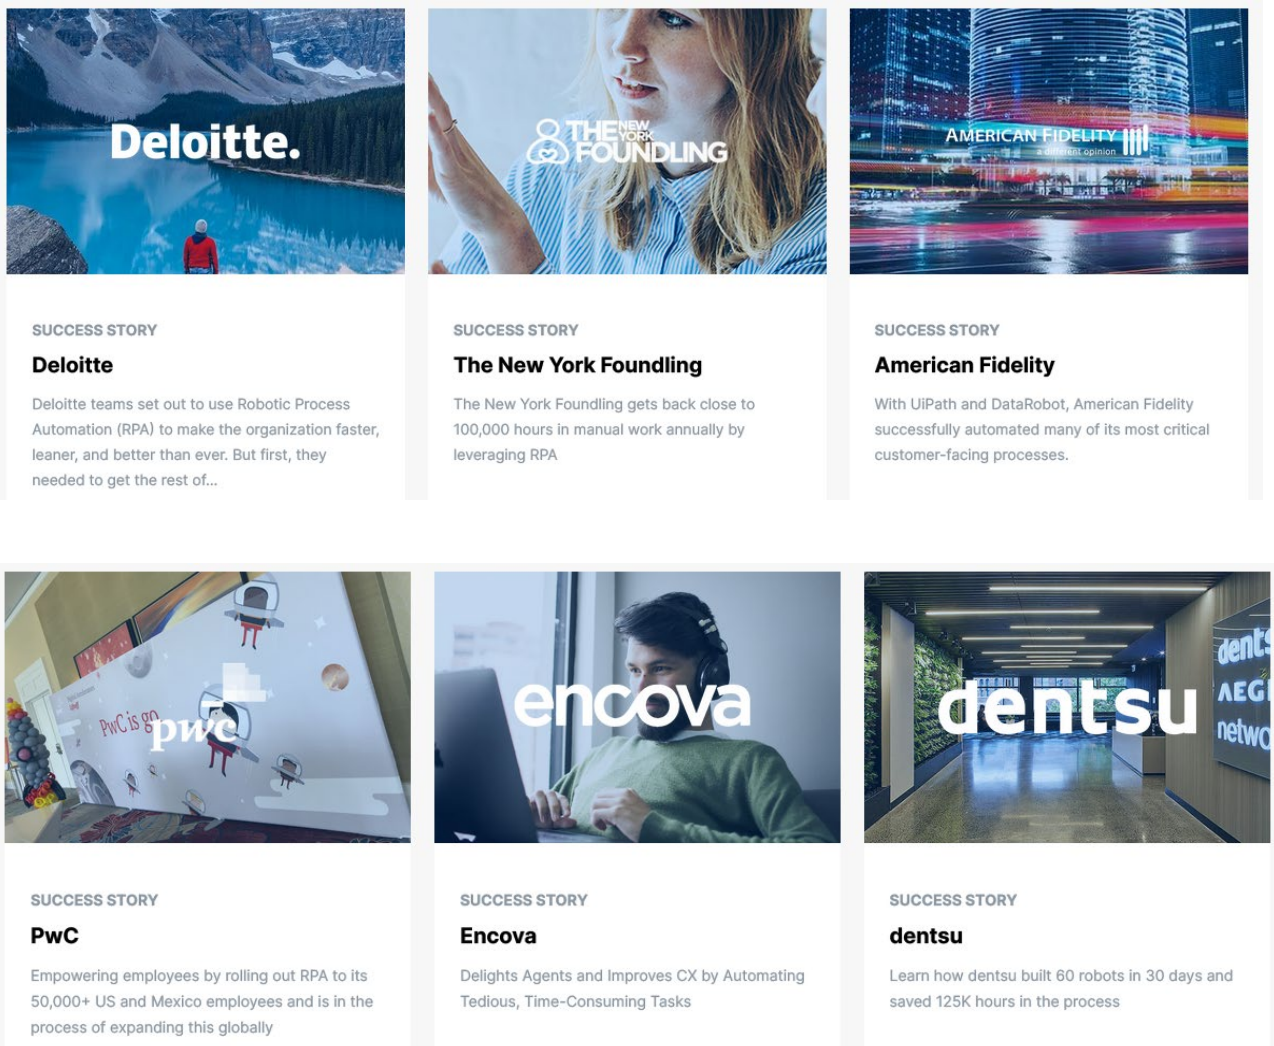 Deloitte.
THE NEW YORK FOUNDLING
AMERICAN FIDELITY
a different opinion
SUCCESS STORY
Deloitte
Deloitte teams set out to use Robotic Process
Automation (RPA) to make the organization faster,
leaner, and better than ever. But first, they
needed to get the rest of...
SUCCESS STORY
The New York Foundling
The New York Foundling gets back close to
100,000 hours in manual work annually by
leveraging RPA
SUCCESS STORY
American Fidelity
With UiPath and DataRobot, American Fidelity
successfully automated many of its most critical
customer-facing processes.
PwC is go
pwc
encova
dentsu
dents
AEG
netwo
SUCCESS STORY
PwC
Empowering employees by rolling out RPA to its
50,000+ US and Mexico employees and is in the
process of expanding this globally
SUCCESS STORY
Encova
Delights Agents and Improves CX by Automating
Tedious, Time-Consuming Tasks
SUCCESS STORY
dentsu
Learn how dentsu built 60 robots in 30 days and
saved 125K hours in the process